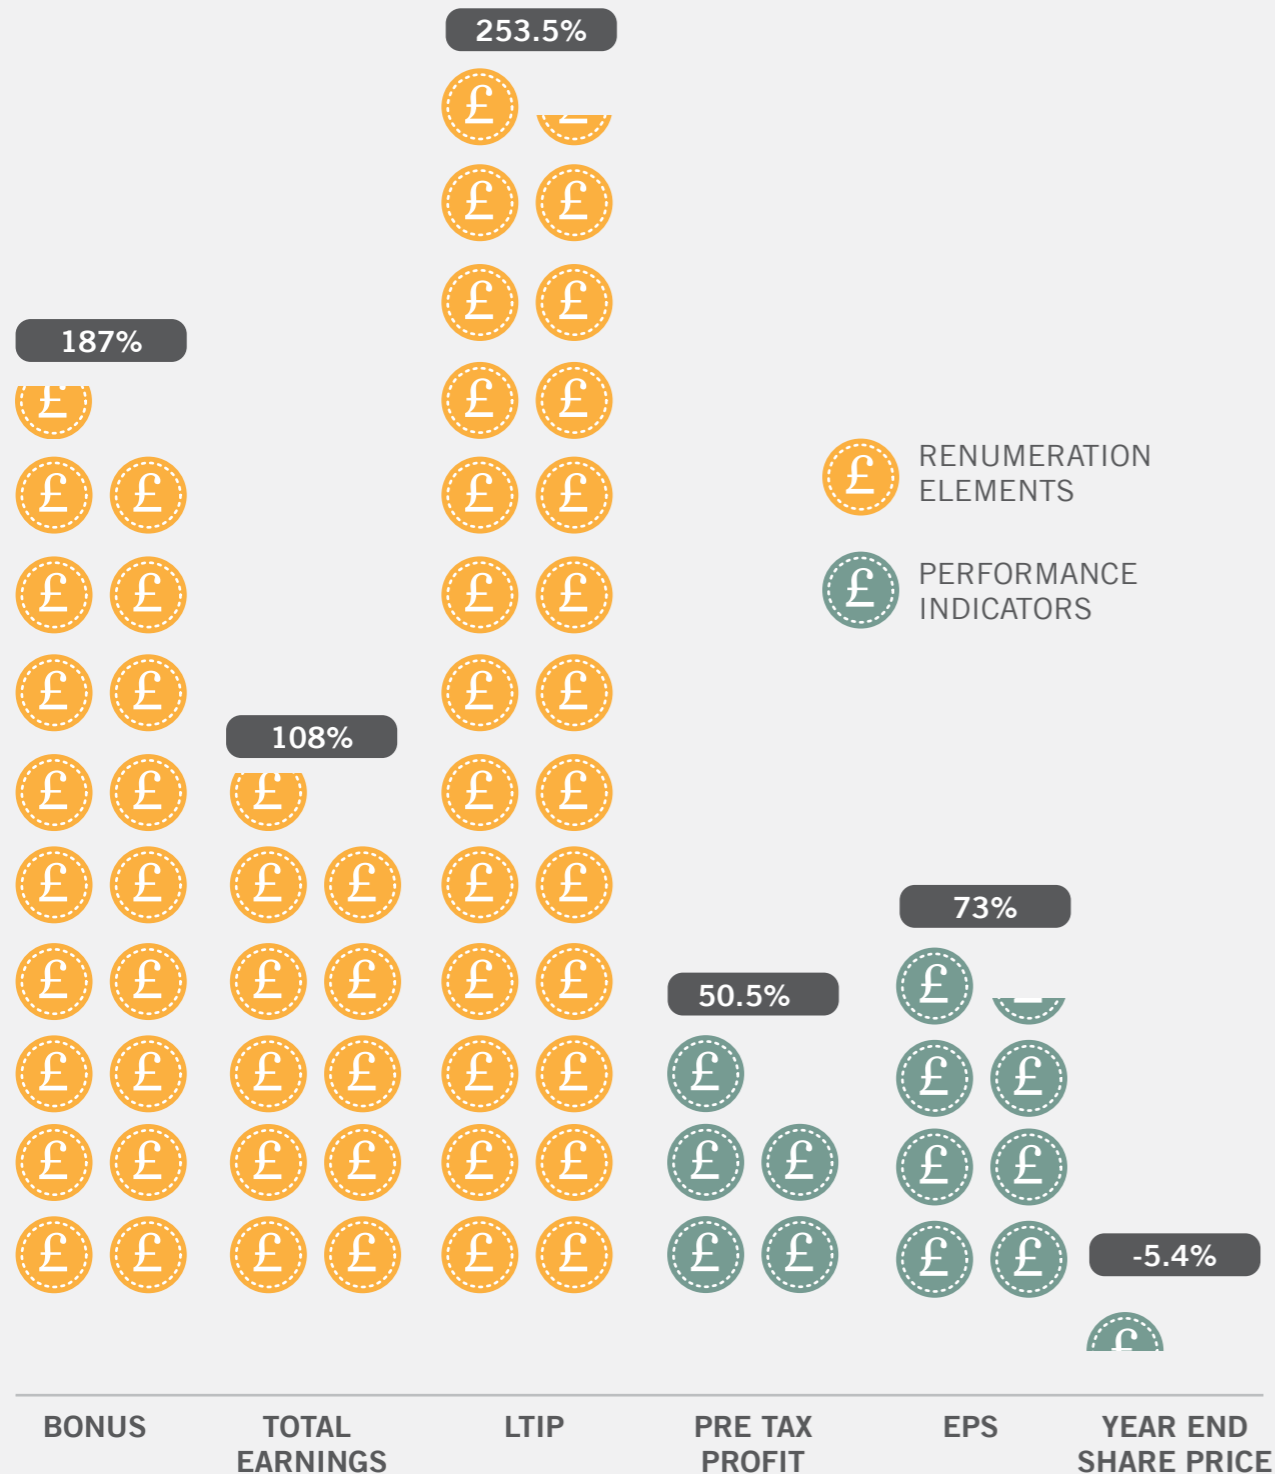 253.5%
187%
RENUMERATION
ELEMENTS
PERFORMANCE
INDICATORS
108%
73%
50.5%
-5.4%
BONUS
TOTAL
EARNINGS
LTIP
PRE TAX
PROFIT
EPS
YEAR END
SHARE PRICE